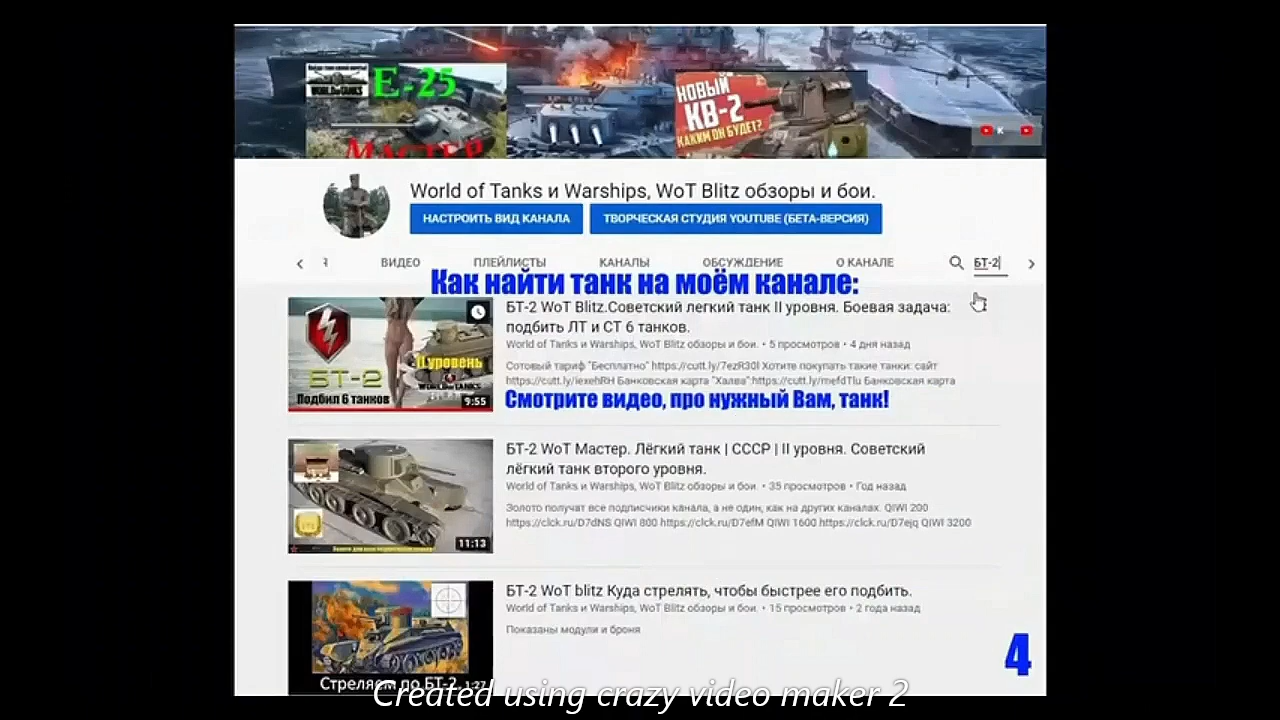 WORLD of TANKS
E-25
МАСТЕР
НОВЫЙ
КВ-2
КАКИМ ОН БУДЕТ?
K
World of Tanks и Warships, WoT Blitz обзоры и бои.
НАСТРОИТЬ ВИД КАНАЛА
ТВОРЧЕСКАЯ СТУДИЯ YOUTUBE (БЕТА-ВЕРСИЯ)
Я
ВИДЕО
ПЛЕЙЛИСТЫ
КАНАЛЫ
ОБСУЖДЕНИЕ
О КАНАЛЕ
БТ-2
Как найти танк на моём канале:
II уровень
БТ-2
WORLD of TANKS
Подбил 6 танков
9:55
БТ-2 WoT Blitz.Советский легкий танк II уровня. Боевая задача:
подбить ЛТ и СТ 6 танков.
World of Tanks и Warships, WoT Blitz обзоры и бои. • 5 просмотров • 4 дня назад
Сотовый тариф "Бесплатно" https://cutt.ly/7ezR30l Хотите покупать такие танки: сайт
https://cutt.ly/iexehRH Банковская карта "Халва":https://cutt.ly/mefdTlu Банковская карта
Смотрите видео, про нужный Вам, танк!
11:13
БТ-2 WoT Мастер. Лёгкий танк | СССР | II уровня. Советский
лёгкий танк второго уровня.
World of Tanks и Warships, WoT Blitz обзоры и бои. • 35 просмотров • Год назад
Золото получат все подписчики канала, а не один, как на других каналах. QIWI 200
https://clck.ru/D7dNS QIWI 800 https://clck.ru/D7efM QIWI 1600 https://clck.ru/D7ejq QIWI 3200
Стреляем по БТ-2.
1:27
БТ-2 WoT blitz Куда стрелять, чтобы быстрее его подбить.
World of Tanks и Warships, WoT Blitz обзоры и бои. • 15 просмотров • 2 года назад
Показаны модули и броня
4
Created using crazy video maker 2